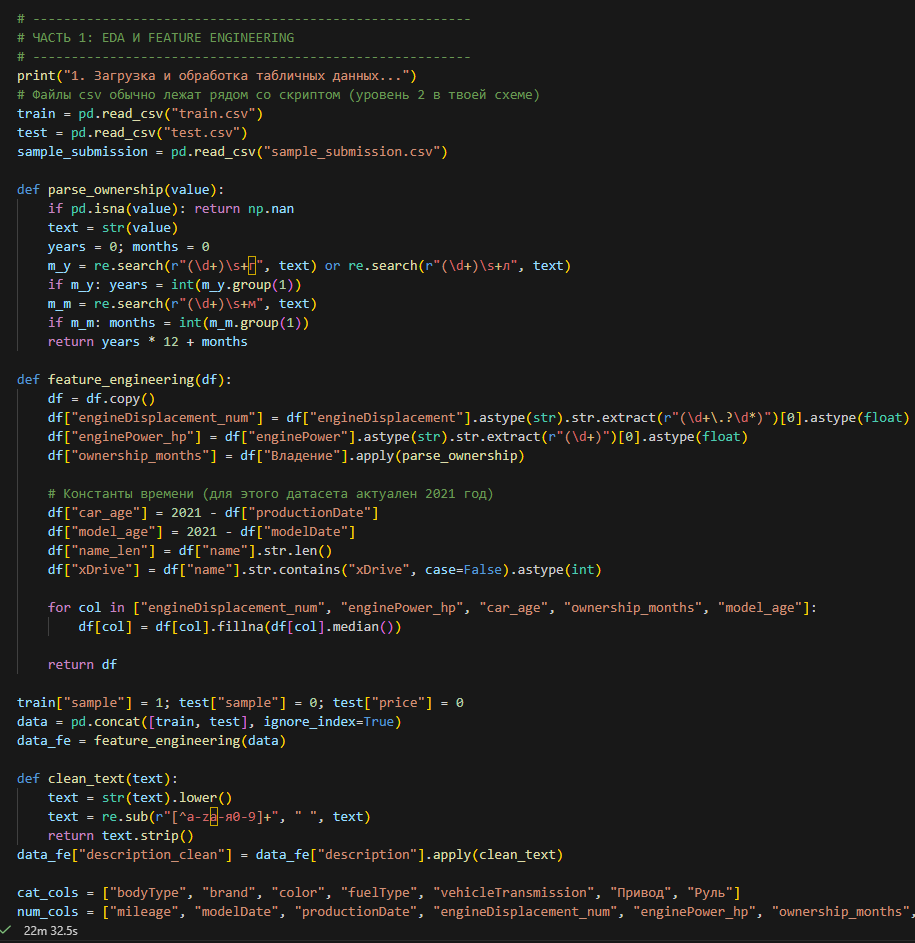 # ---------------------------------------------------------
# ЧАСТЬ 1: EDA И FEATURE ENGINEERING
# ---------------------------------------------------------
print("1. Загрузка и обработка табличных данных...")
# Файлы csv обычно лежат рядом со скриптом (уровень 2 в твоей схеме)
train = pd.read_csv("train.csv")
test = pd.read_csv("test.csv")
sample_submission = pd.read_csv("sample_submission.csv")
def parse_ownership(value):
    if pd.isna(value): return np.nan
    text = str(value)
    years = 0; months = 0
    m_y = re.search(r"(\d+)\s+г", text) or re.search(r"(\d+)\s+л", text)
    if m_y: years = int(m_y.group(1))
    m_m = re.search(r"(\d+)\s+м", text)
    if m_m: months = int(m_m.group(1))
    return years * 12 + months
def feature_engineering(df):
    df = df.copy()
    df["engineDisplacement_num"] = df["engineDisplacement"].astype(str).str.extract(r"(\d+\.?\d*)")[0].astype(float)
    df["enginePower_hp"] = df["enginePower"].astype(str).str.extract(r"(\d+)")[0].astype(float)
    df["ownership_months"] = df["Владение"].apply(parse_ownership)
    # Константы времени (для этого датасета актуален 2021 год)
    df["car_age"] = 2021 - df["productionDate"]
    df["model_age"] = 2021 - df["modelDate"]
    df["name_len"] = df["name"].str.len()
    df["xDrive"] = df["name"].str.contains("xDrive", case=False).astype(int)
    for col in ["engineDisplacement_num", "enginePower_hp", "car_age", "ownership_months", "model_age"]:
        df[col] = df[col].fillna(df[col].median())
    return df
train["sample"] = 1; test["sample"] = 0; test["price"] = 0
data = pd.concat([train, test], ignore_index=True)
data_fe = feature_engineering(data)
def clean_text(text):
    text = str(text).lower()
    text = re.sub(r"[^a-zа-я0-9]+", " ", text)
    return text.strip()
data_fe["description_clean"] = data_fe["description"].apply(clean_text)
cat_cols = ["bodyType", "brand", "color", "fuelType", "vehicleTransmission", "Привод", "Руль"]
num_cols = ["mileage", "modelDate", "productionDate", "engineDisplacement_num", "enginePower_hp", "ownership_months",
22m 32.5s